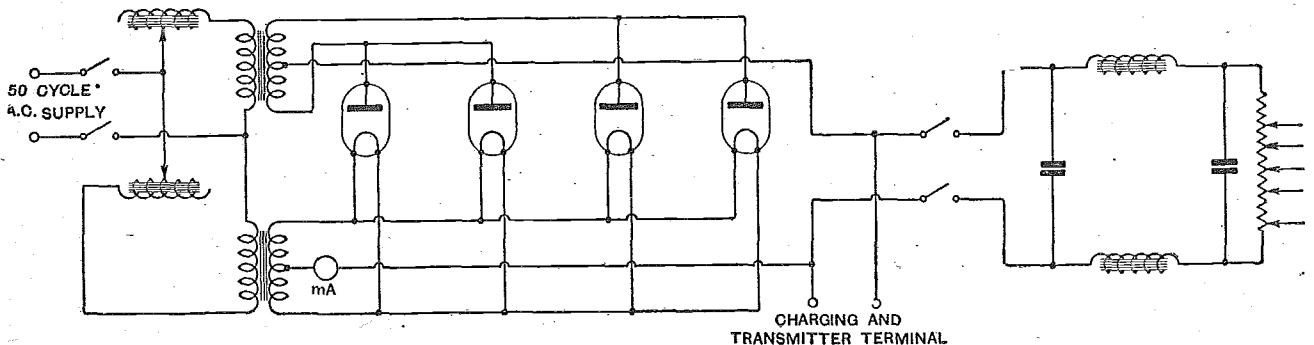 50 CYCLE
A.C. SUPPLY
mA
CHARGING AND
TRANSMITTER TERMINAL